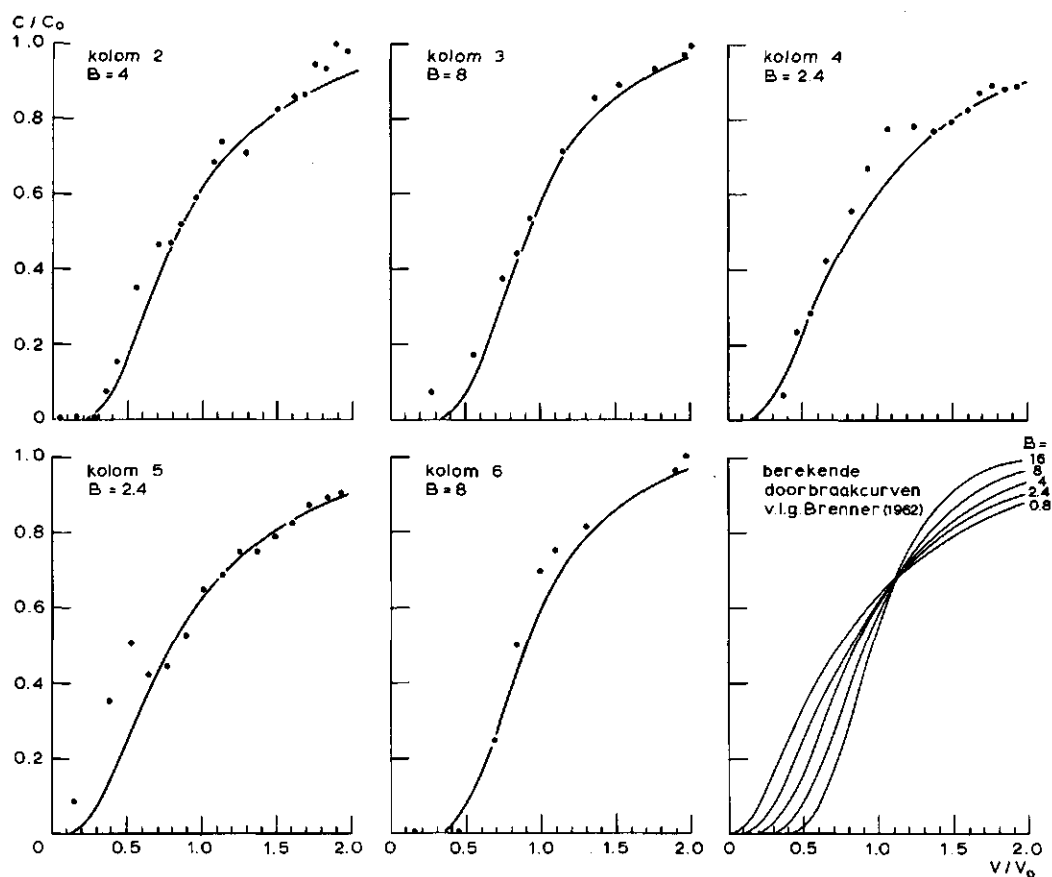 C / Co
1.0
0.8
0.6
0.4
0.2
0
kolom 2
B = 4
kolom 3
B = 8
kolom 4
B = 2.4
1.0
0.8
0.6
0.4
0.2
0
kolom 5
B = 2.4
kolom 6
B = 8
berekende
doorbraakcurven
v.l.g. Brenner (1962)
B =
16
8
4
2.4
0.8
0.5 1.0 1.5 2.0
0.5 1.0 1.5 2.0
0 0.5 1.0 1.5 2.0
V / Vo